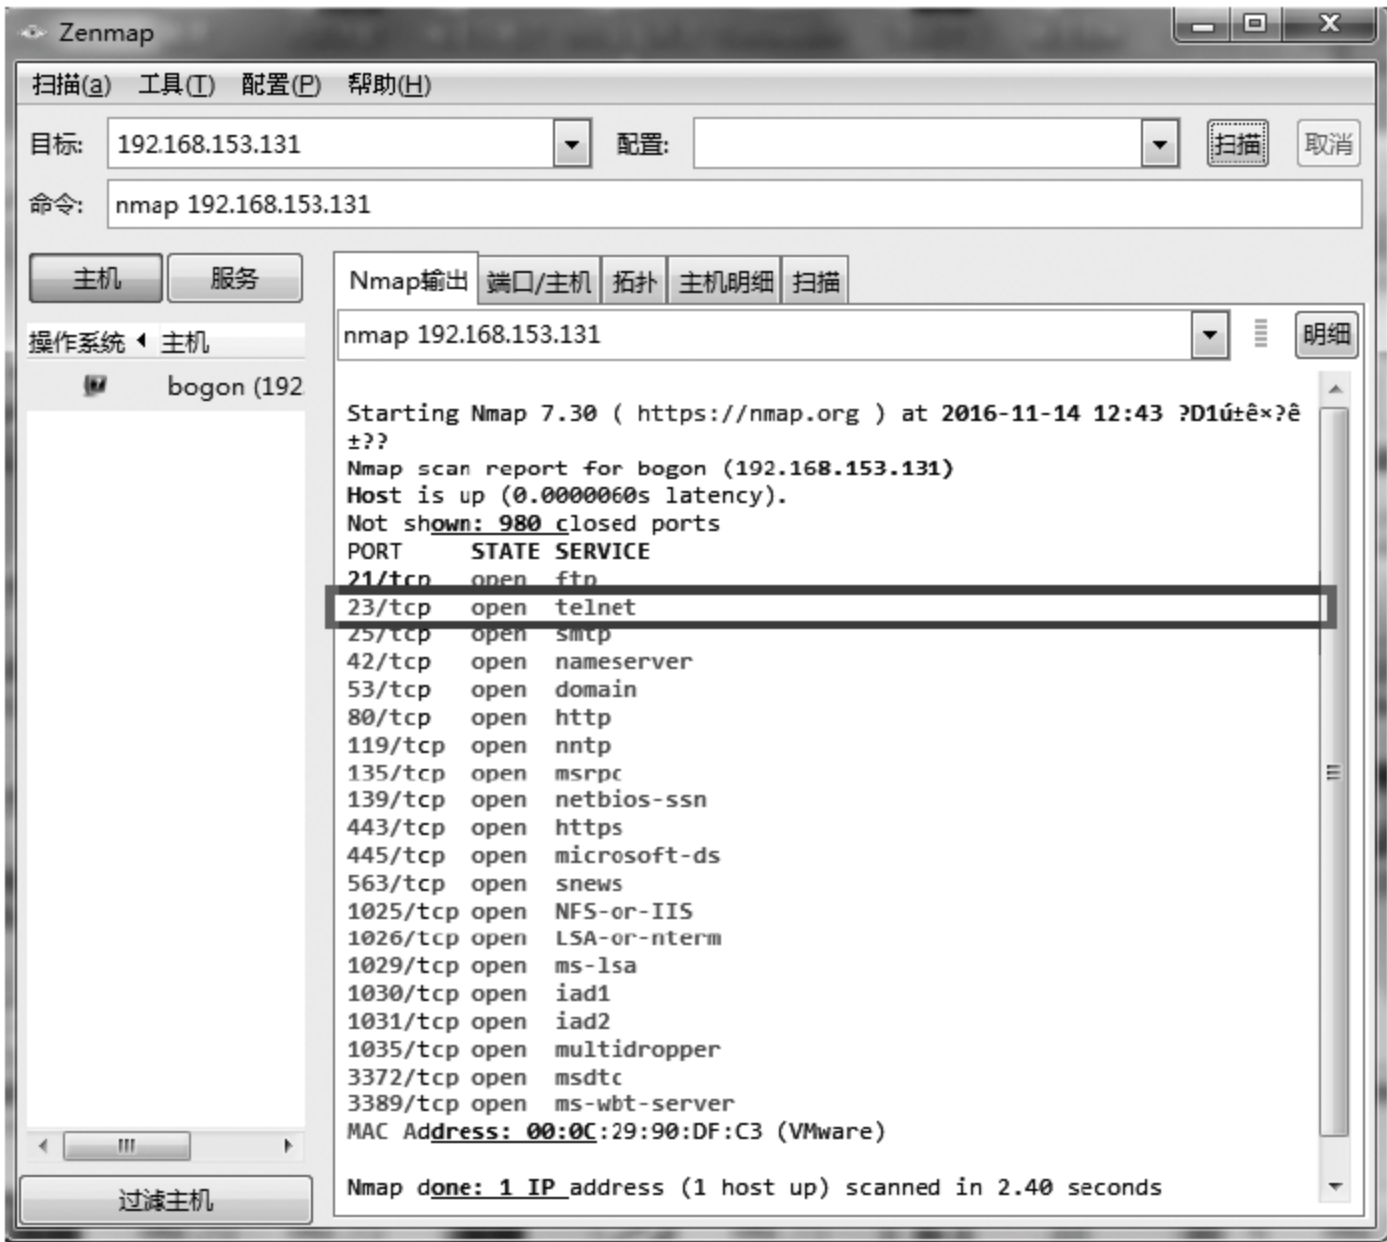 Zenmap
扫描(a) 工具(T) 配置(P) 帮助(H)
目标: 192.168.153.131 配置: 扫描 取消
命令: nmap 192.168.153.131
主机 服务 Nmap输出 端口/主机 拓扑 主机明细 扫描
操作系统 主机 nmap 192.168.153.131 明细
bogon (192.
Starting Nmap 7.30 ( https://nmap.org ) at 2016-11-14 12:43 ?D1ú±ê×?ê
±??
Nmap scan report for bogon (192.168.153.131)
Host is up (0.0000060s latency).
Not shown: 980 closed ports
PORT STATE SERVICE
21/tcp open ftp
23/tcp open telnet
25/tcp open smtp
42/tcp open nameserver
53/tcp open domain
80/tcp open http
119/tcp open nntp
135/tcp open msrpc
139/tcp open netbios-ssn
443/tcp open https
445/tcp open microsoft-ds
563/tcp open snews
1025/tcp open NFS-or-IIS
1026/tcp open LSA-or-nterm
1029/tcp open ms-lsa
1030/tcp open iad1
1031/tcp open iad2
1035/tcp open multidropper
3372/tcp open msdtc
3389/tcp open ms-wbt-server
MAC Address: 00:0C:29:90:DF:C3 (VMware)
Nmap done: 1 IP address (1 host up) scanned in 2.40 seconds
过滤主机